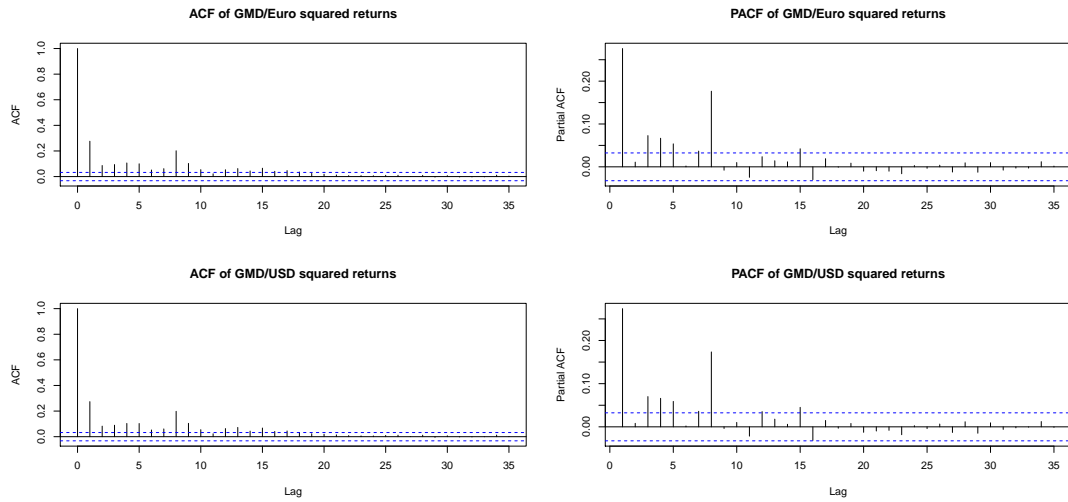 ACF of GMD/Euro squared returns
ACF
0.0 0.2 0.4 0.6 0.8 1.0
0 5 10 15 20 25 30 35
Lag
PACF of GMD/Euro squared returns
Partial ACF
0.00 0.10 0.20
0 5 10 15 20 25 30 35
Lag
ACF of GMD/USD squared returns
ACF
0.0 0.2 0.4 0.6 0.8 1.0
0 5 10 15 20 25 30 35
Lag
PACF of GMD/USD squared returns
Partial ACF
0.00 0.10 0.20
0 5 10 15 20 25 30 35
Lag